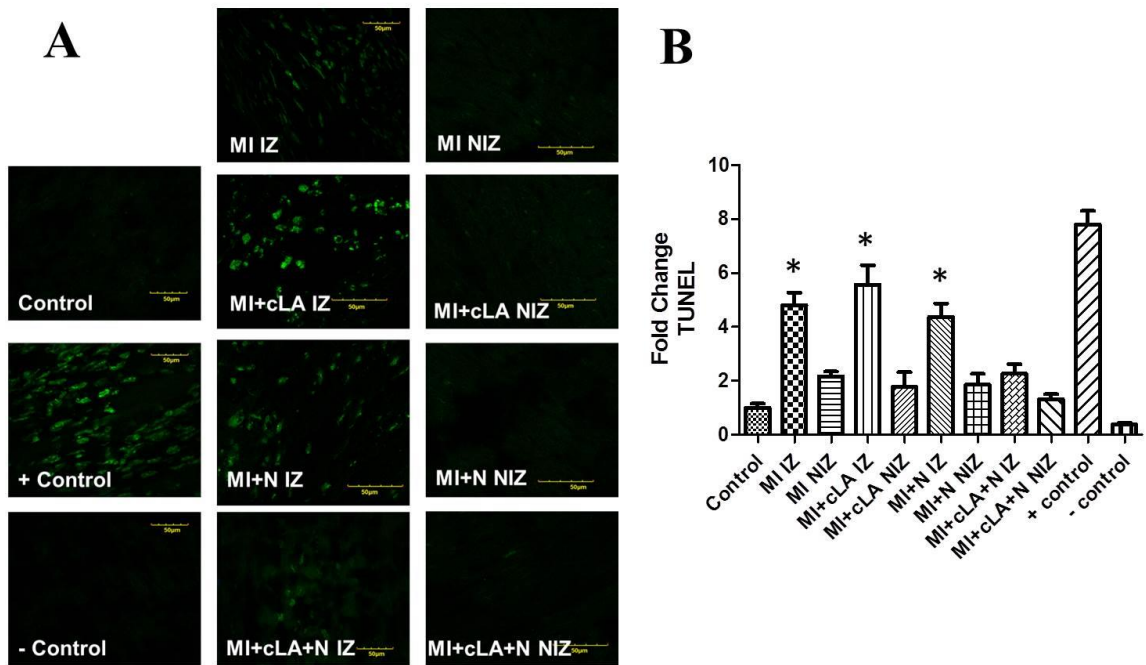 A
50µm
MI IZ
50µm
MI NIZ
50µm
Control
50µm
MI+cLA IZ
50µm
MI+cLA NIZ
50µm
+ Control
50µm
MI+N IZ
50µm
MI+N NIZ
50µm
- Control
50µm
MI+cLA+N IZ
50µm
MI+cLA+N NIZ
B
Fold Change
TUNEL
10
8
6
4
2
0
*
*
*
Control
MI IZ
MI NIZ
MI+cLA IZ
MI+cLA NIZ
MI+N IZ
MI+N NIZ
MI+cLA+N IZ
MI+cLA+N NIZ
+ control
- control